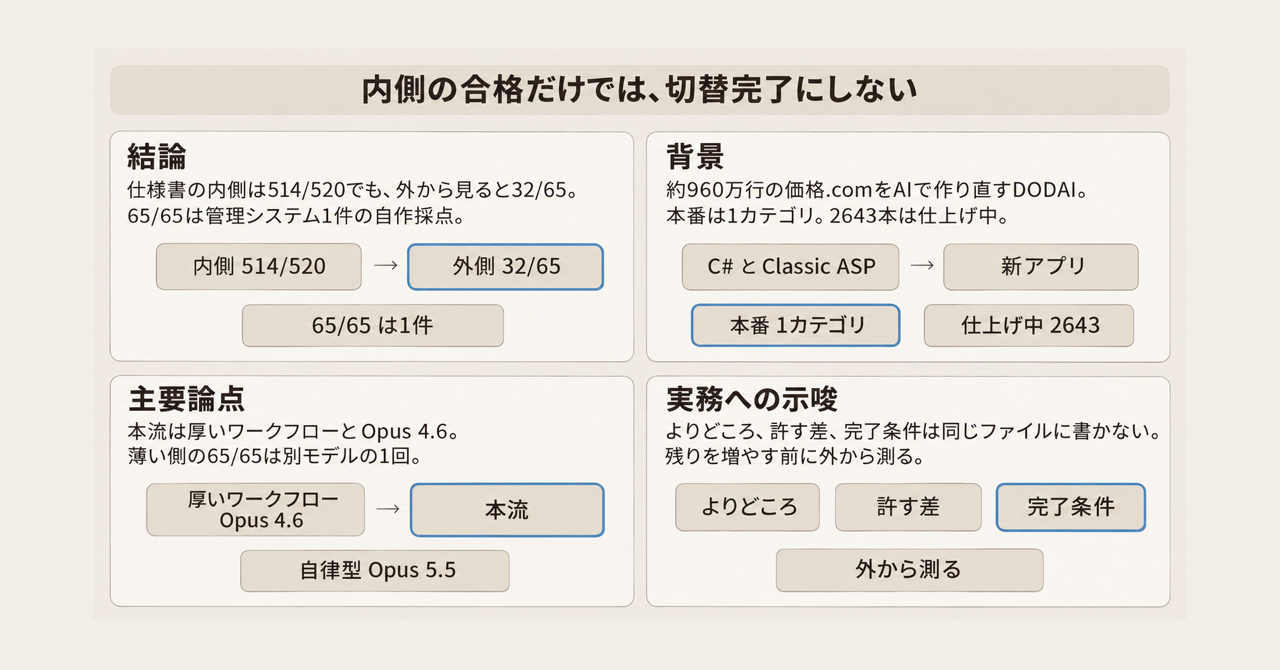 内側の合格だけでは、切替完了にしない
結論
仕様書の内側は514/520でも、外から見ると32/65。
65/65は管理システム1件の自作採点。
内側 514/520
→
外側 32/65
65/65 は1件
背景
約960万行の価格.comをAIで作り直すDODAI。
本番は1カテゴリ。2643本は仕上げ中。
C# と Classic ASP
→
新アプリ
本番 1カテゴリ
仕上げ中 2643
主要論点
本流は厚いワークフローと Opus 4.6。
薄い側の65/65は別モデルの1回。
厚いワークフロー
Opus 4.6
→
本流
自律型 Opus 5.5
実務への示唆
よりどころ、許す差、完了条件は同じファイルに書かない。
残りを増やす前に外から測る。
よりどころ
許す差
完了条件
外から測る